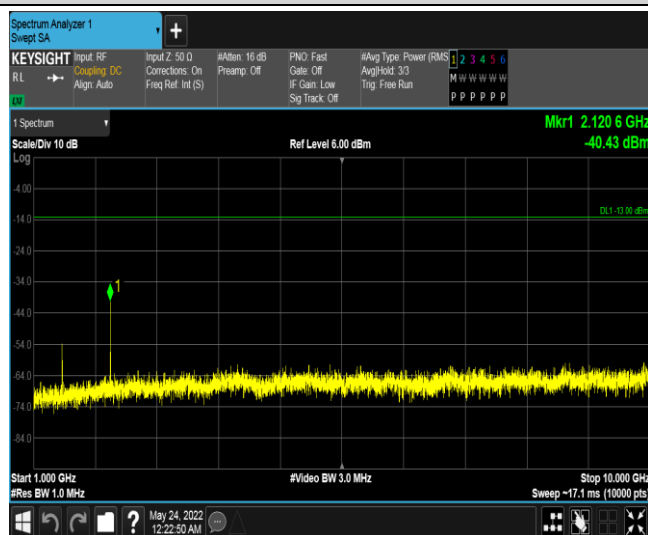 Spectrum Analyzer 1
Swept SA
+
KEYSIGHT
RL
LXI
Input: RF
Coupling: DC
Align: Auto
Input Z: 50 Ω
Corrections: On
Freq Ref: Int (S)
#Atten: 16 dB
Preamp: Off
PNO: Fast
Gate: Off
IF Gain: Low
Sig Track: Off
#Avg Type: Power (RMS
Avg|Hold: 3/3
Trig: Free Run
1 2 3 4 5 6
M W W W W W
P P P P P P
1 Spectrum
Mkr1 2.120 6 GHz
Scale/Div 10 dB
Ref Level 6.00 dBm
-40.43 dBm
Log
-4.00
DL1 -13.00 dBm
-14.0
-24.0
-34.0
1
-44.0
-54.0
-64.0
-74.0
-84.0
Start 1.000 GHz
#Video BW 3.0 MHz
Stop 10.000 GHz
#Res BW 1.0 MHz
Sweep ~17.1 ms (10000 pts)
?
May 24, 2022
12:22:50 AM